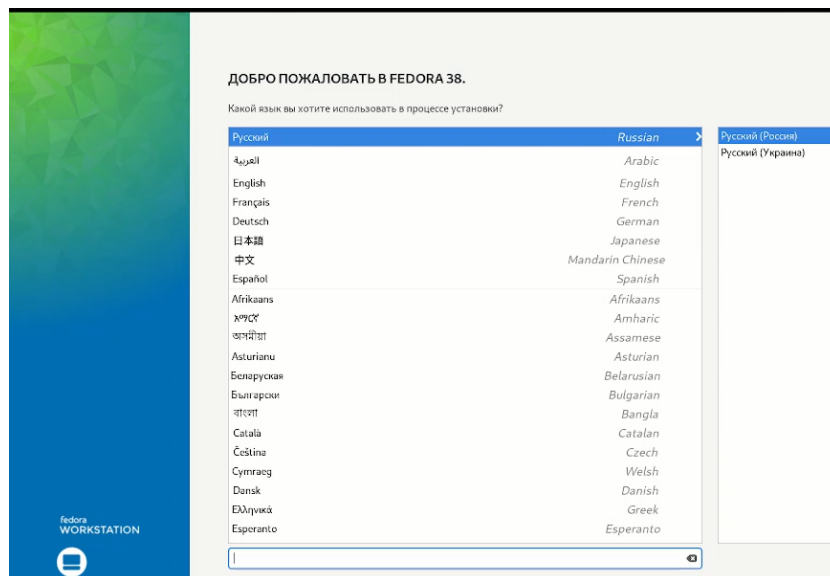 ДОБРО ПОЖАЛОВАТЬ В FEDORA 38.
Какой язык вы хотите использовать в процессе установки?
Русский Russian
العربية Arabic
English English
Français French
Deutsch German
日本語 Japanese
中文 Mandarin Chinese
Español Spanish
Afrikaans Afrikaans
አማርኛ Amharic
অসমীয়া Assamese
Asturianu Asturian
Беларуская Belarusian
Български Bulgarian
বাংলা Bangla
Català Catalan
Čeština Czech
Cymraeg Welsh
Dansk Danish
Ελληνικά Greek
Esperanto Esperanto
Русский (Россия)
Русский (Украина)
fedora
WORKSTATION